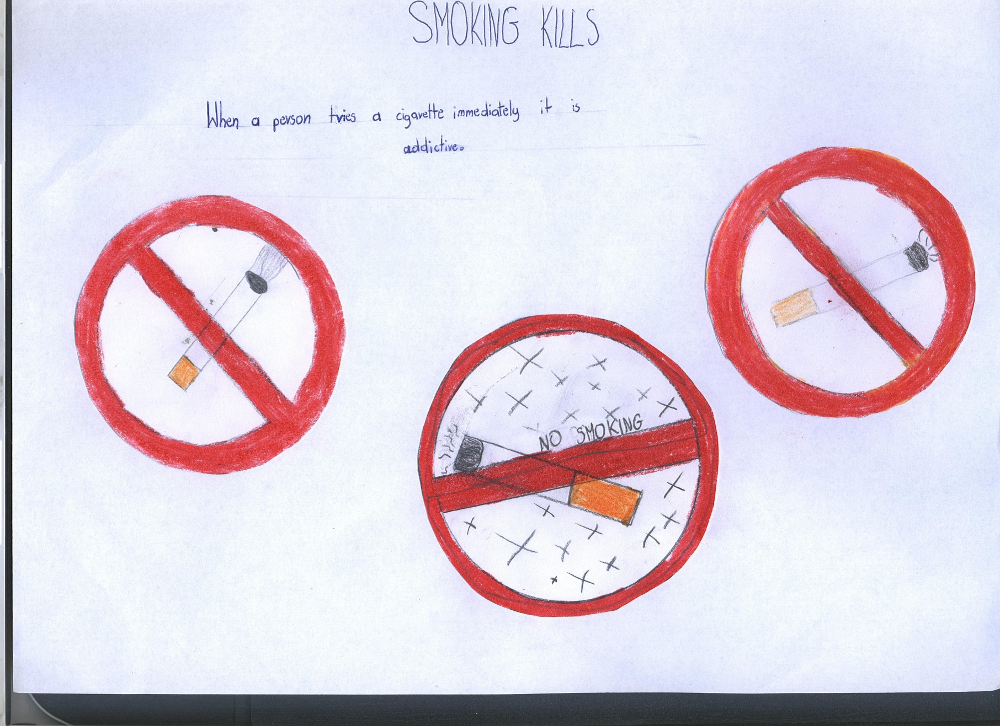 SMOKING KILLS
When a person tries a cigarette immediately it is
addictive.
NO SMOKING